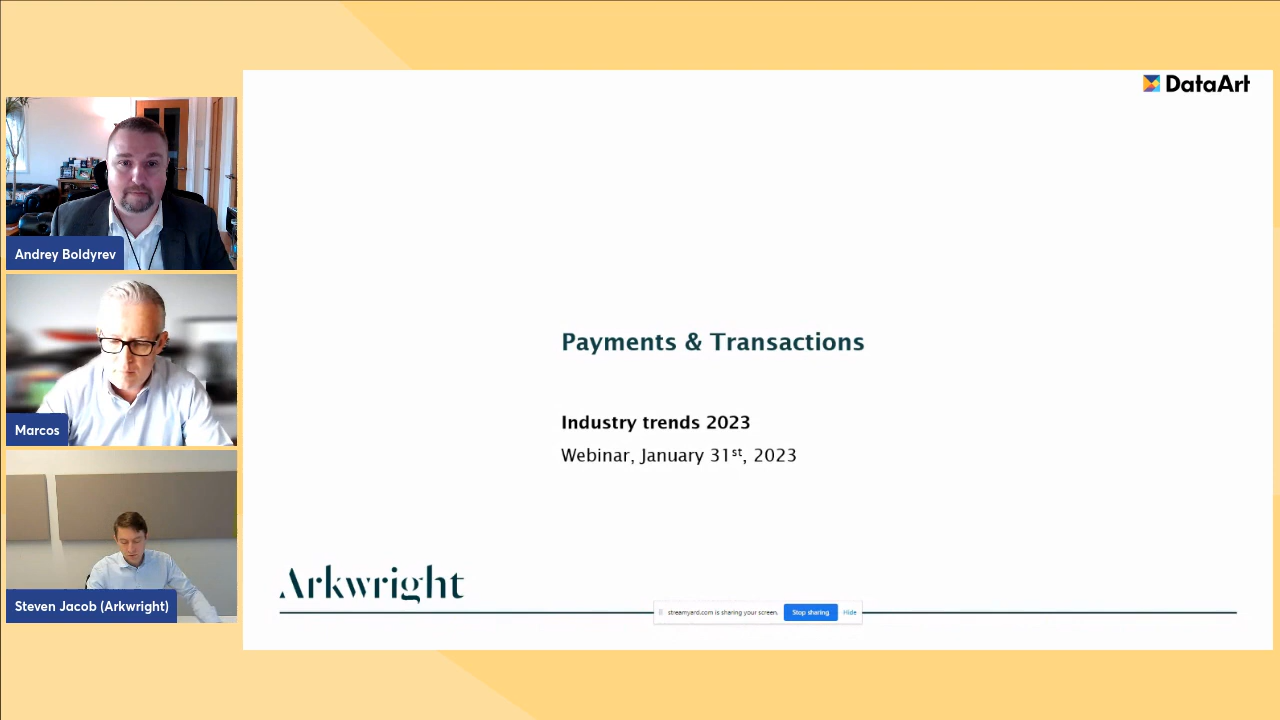 DataArt
Andrey Boldyrev
Marcos
Steven Jacob (Arkwright)
Payments & Transactions
Industry trends 2023
Webinar, January 31st, 2023
Arkwright
streamyard.com is sharing your screen.
Stop sharing
Hide